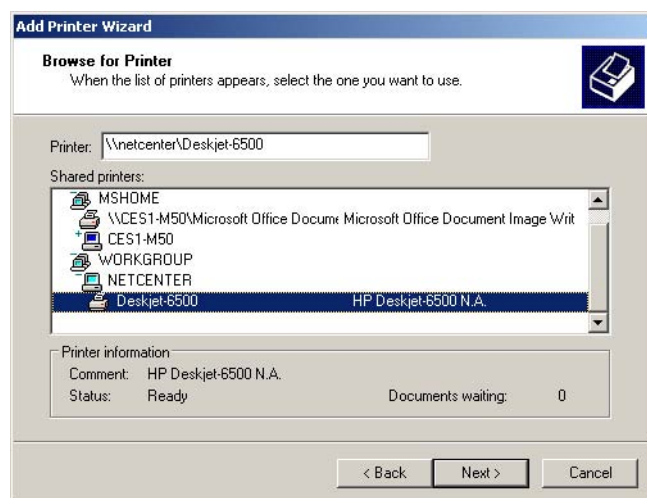 Add Printer Wizard
Browse for Printer
When the list of printers appears, select the one you want to use.
Printer: \\netcenter\Deskjet-6500
Shared printers:
MSHOME
\\CES1-M50\Microsoft Office Docume Microsoft Office Document Image Writ
CES1-M50
WORKGROUP
NETCENTER
Deskjet-6500 HP Deskjet-6500 N.A.
Printer information
Comment: HP Deskjet-6500 N.A.
Status: Ready Documents waiting: 0
< Back Next > Cancel